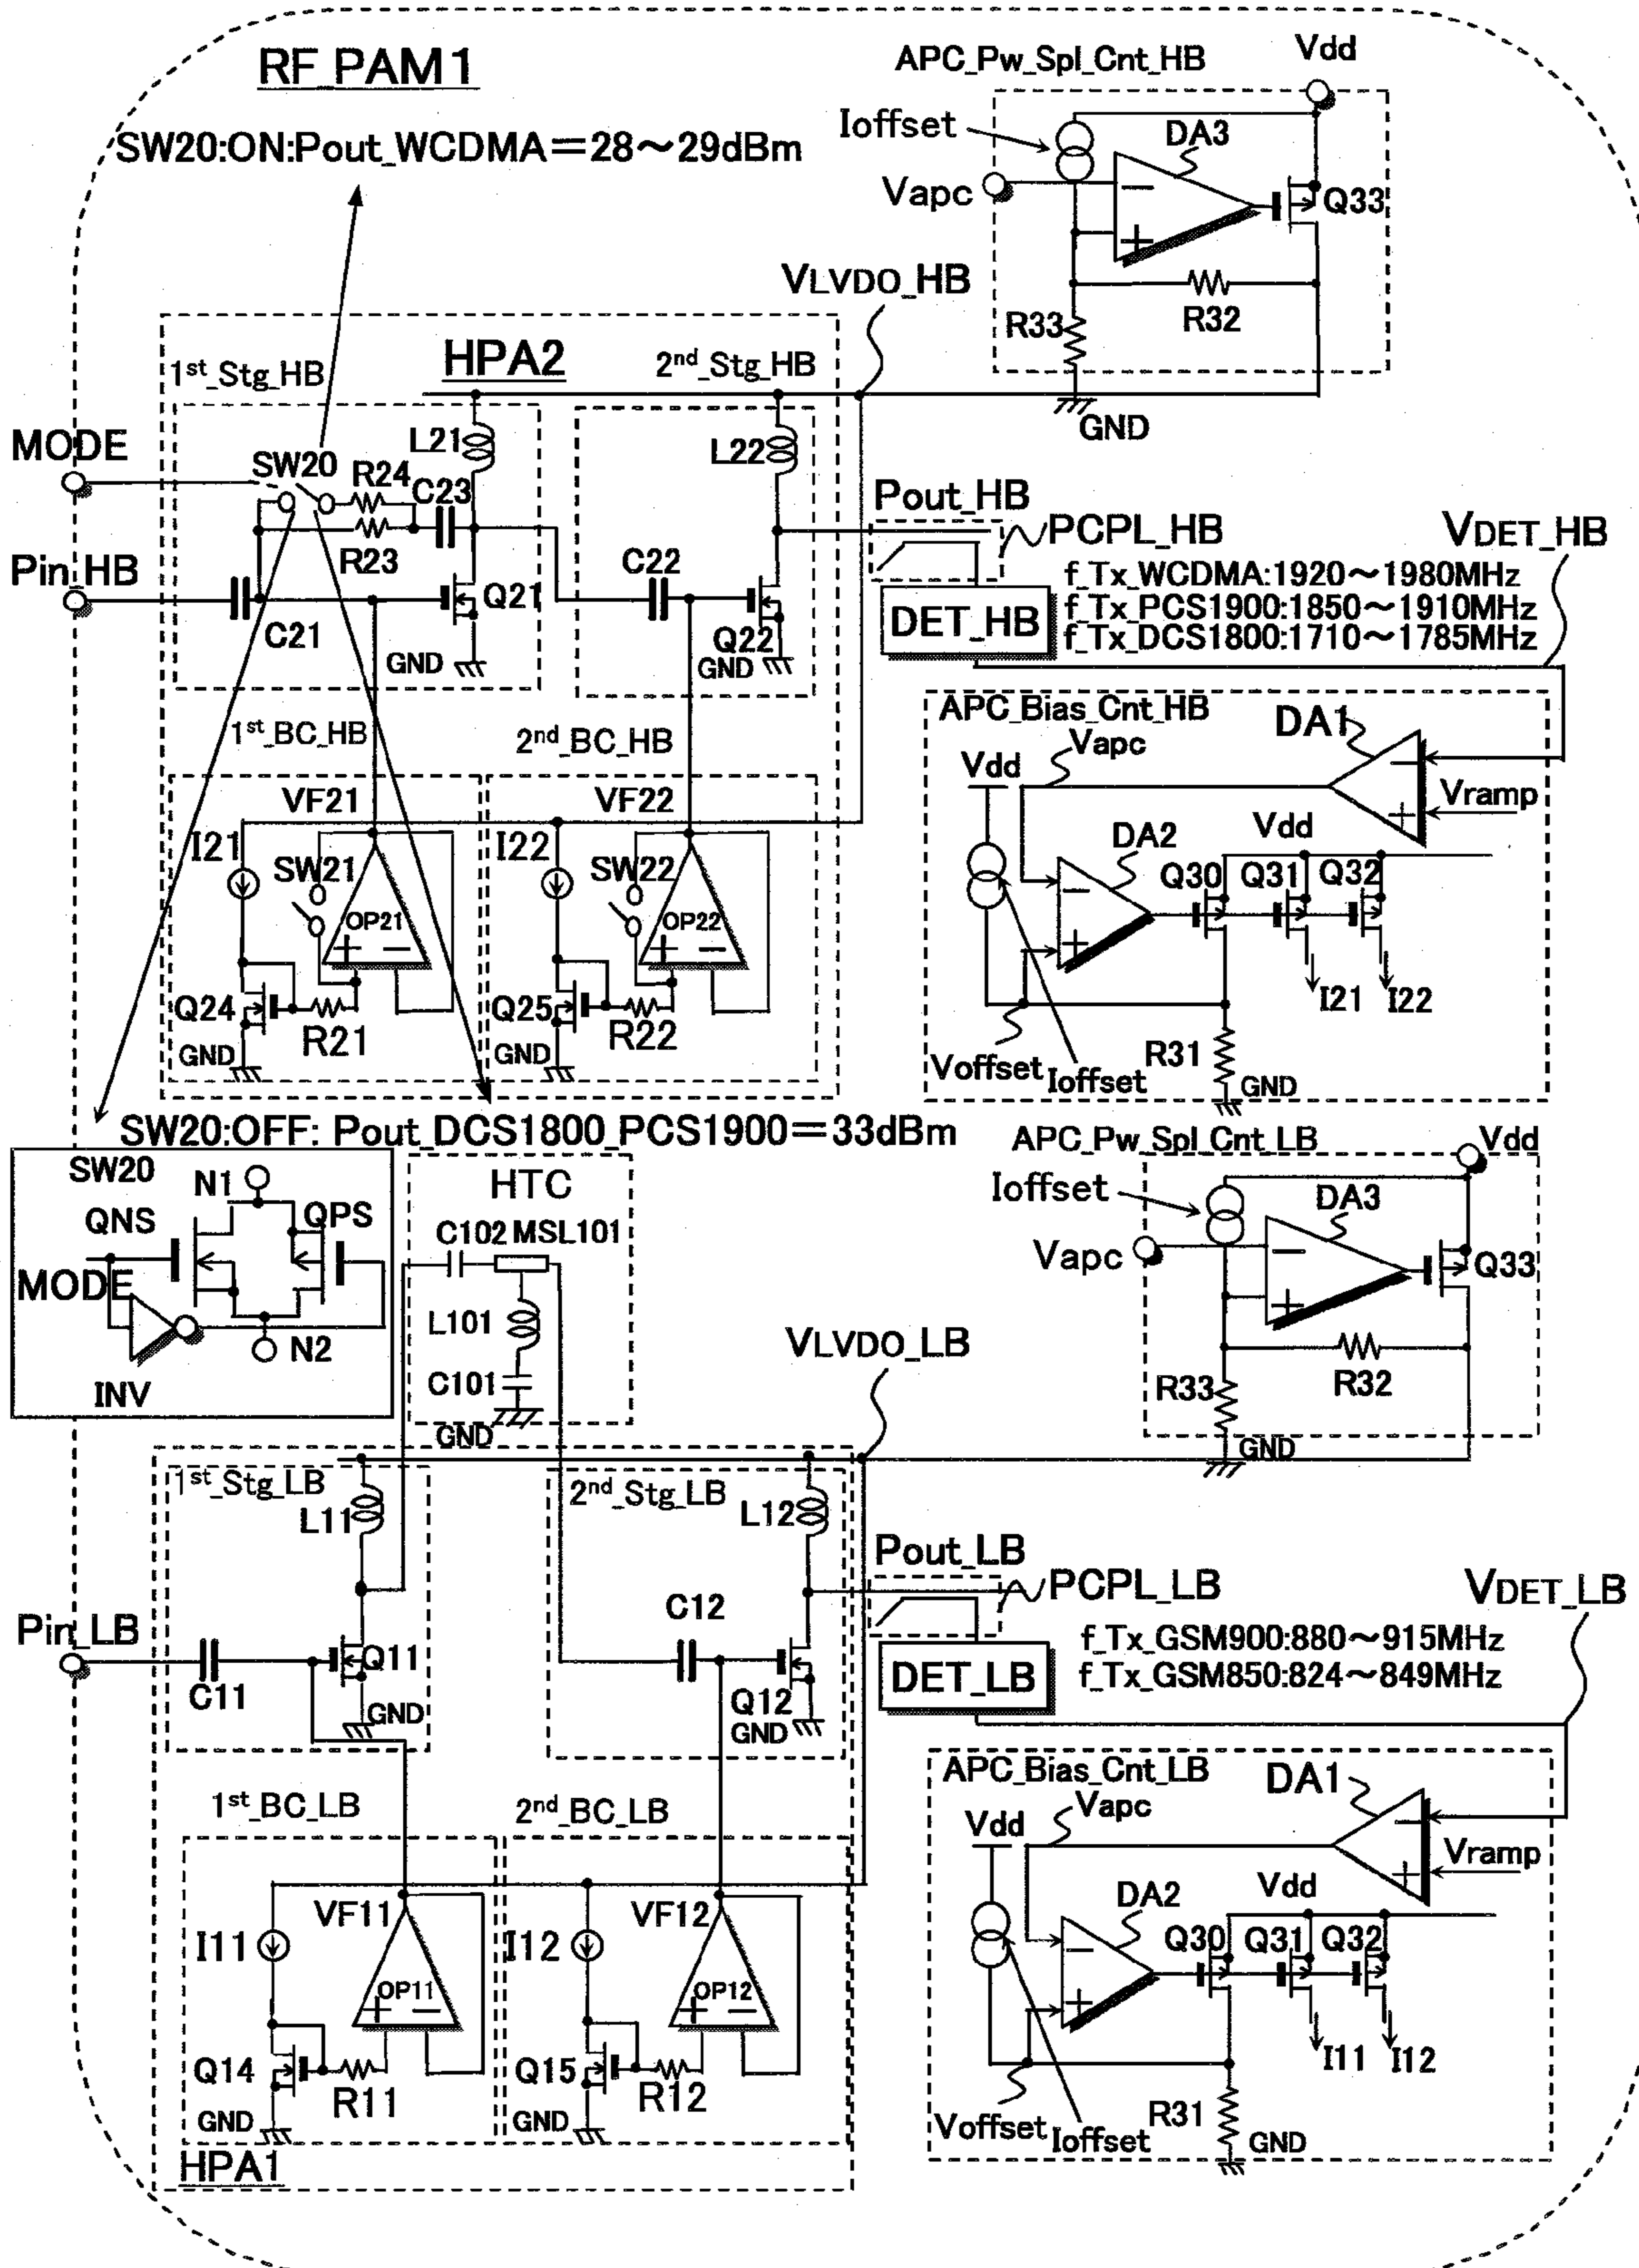 RF_PAM1
APC_Pw_Spl_Cnt_HB
Vdd
Ioffset
DA3
SW20:ON:Pout_WCDMA=28～29dBm
Vapc
−
+
Q33
VLVDO_HB
R33
R32
GND
1st_Stg_HB
HPA2
2nd_Stg_HB
MODE
SW20
R24
L21
C23
L22
R23
Pin_HB
C21
Q21
GND
C22
Q22
GND
Pout_HB
PCPL_HB
VDET_HB
DET_HB
f_Tx_WCDMA:1920～1980MHz
f_Tx_PCS1900:1850～1910MHz
f_Tx_DCS1800:1710～1785MHz
1st_BC_HB
2nd_BC_HB
VF21
VF22
I21
SW21
OP21
+ −
I22
SW22
OP22
+ −
Q24
R21
GND
Q25
R22
GND
APC_Bias_Cnt_HB
DA1
Vapc
Vdd
−
+
Vramp
DA2
Vdd
−
+
Q30
Q31
Q32
I21
I22
R31
Voffset
Ioffset
GND
SW20:OFF: Pout_DCS1800_PCS1900=33dBm
SW20
N1
QNS
QPS
MODE
N2
INV
HTC
C102
MSL101
L101
C101
GND
APC_Pw_Spl_Cnt_LB
Vdd
Ioffset
DA3
Vapc
−
+
Q33
R33
R32
GND
VLVDO_LB
1st_Stg_LB
L11
2nd_Stg_LB
L12
Pin_LB
C11
Q11
GND
C12
Q12
GND
Pout_LB
PCPL_LB
VDET_LB
DET_LB
f_Tx_GSM900:880～915MHz
f_Tx_GSM850:824～849MHz
1st_BC_LB
2nd_BC_LB
VF11
VF12
I11
OP11
+ −
I12
OP12
+ −
Q14
R11
GND
Q15
R12
GND
HPA1
APC_Bias_Cnt_LB
DA1
Vapc
Vdd
−
+
Vramp
DA2
Vdd
−
+
Q30
Q31
Q32
I11
I12
R31
Voffset
Ioffset
GND